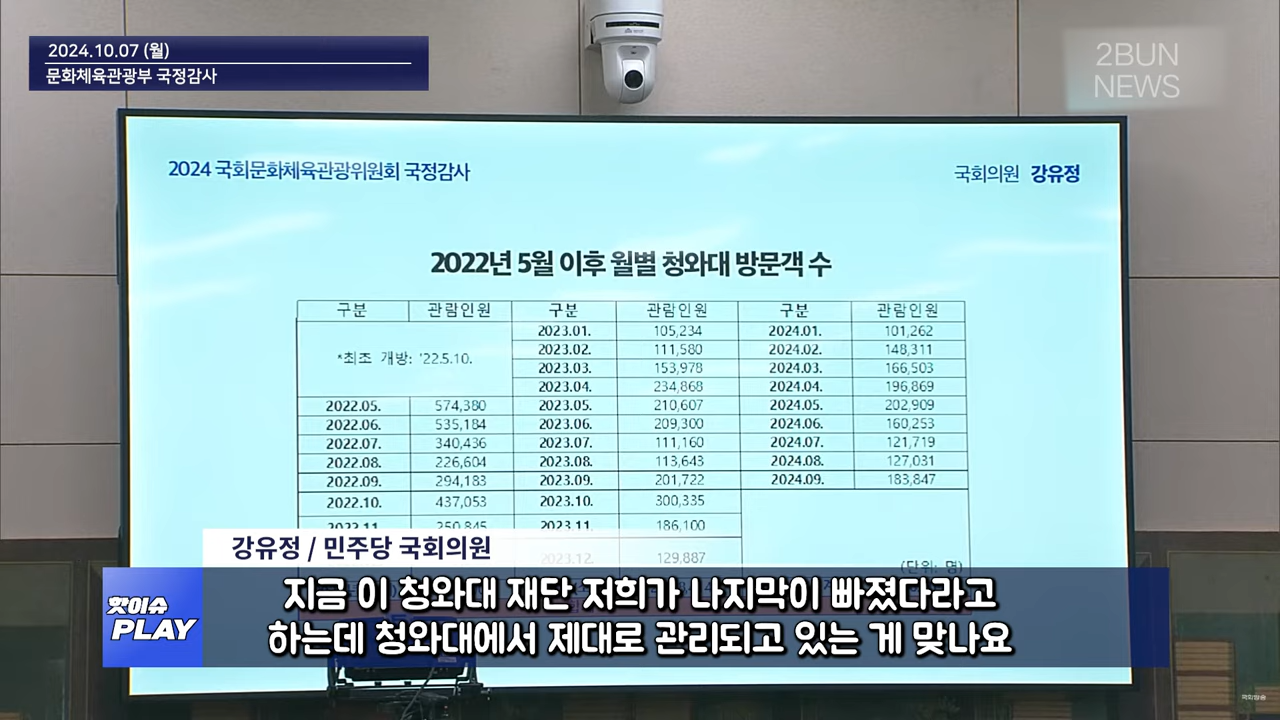 2024.10.07 (월)
문화체육관광부 국정감사
2BUN
NEWS
2024 국회문화체육관광위원회 국정감사
국회의원 강유정
2022년 5월 이후 월별 청와대 방문객 수
구분 관람인원 구분 관람인원 구분 관람인원
*최초 개방: '22.5.10.
2023.01. 105,234 2024.01. 101,262
2023.02. 111,580 2024.02. 148,311
2023.03. 153,978 2024.03. 166,503
2023.04. 234,868 2024.04. 196,869
2022.05. 574,380 2023.05. 210,607 2024.05. 202,909
2022.06. 535,184 2023.06. 209,300 2024.06. 160,253
2022.07. 340,436 2023.07. 111,160 2024.07. 121,719
2022.08. 226,604 2023.08. 113,643 2024.08. 127,031
2022.09. 294,183 2023.09. 201,722 2024.09. 183,847
2022.10. 437,053 2023.10. 300,335
2022.11. 250,845 2023.11. 186,100
2023.12. 129,887
(단위: 명)
강유정 / 민주당 국회의원
핫이슈
PLAY
지금 이 청와대 재단 저희가 나지막이 빠졌다라고
하는데 청와대에서 제대로 관리되고 있는 게 맞나요
국회방송